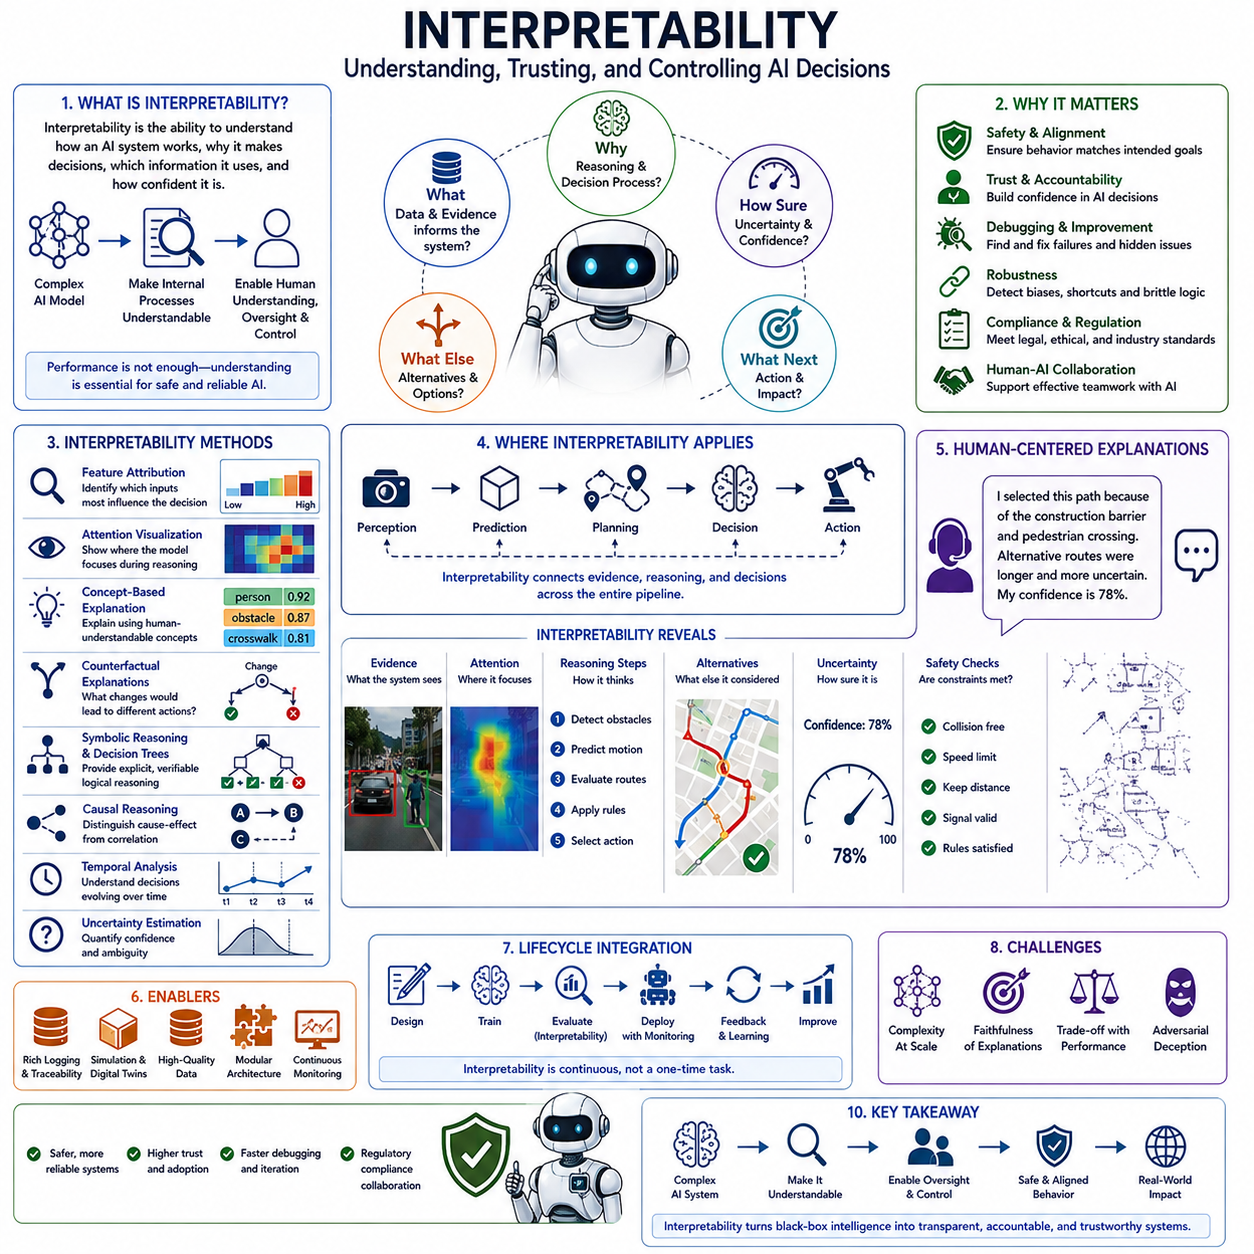 INTERPRETABILITY
Understanding, Trusting, and Controlling AI Decisions
1. WHAT IS INTERPRETABILITY?
Interpretability is the ability to understand
how an AI system works, why it makes
decisions, which information it uses, and
how confident it is.
Complex
AI Model
Make Internal
Processes
Understandable
Enable Human
Understanding,
Oversight &
Control
Performance is not enough—understanding
is essential for safe and reliable AI.
Why
Reasoning &
Decision Process?
What
Data & Evidence
informs the
system?
How Sure
Uncertainty &
Confidence?
What Else
Alternatives &
Options?
What Next
Action &
Impact?
2. WHY IT MATTERS
Safety & Alignment
Ensure behavior matches intended goals
Trust & Accountability
Build confidence in AI decisions
Debugging & Improvement
Find and fix failures and hidden issues
Robustness
Detect biases, shortcuts and brittle logic
Compliance & Regulation
Meet legal, ethical, and industry standards
Human-AI Collaboration
Support effective teamwork with AI
3. INTERPRETABILITY METHODS
Feature Attribution
Identify which inputs
most influence the decision
Low High
Attention Visualization
Show where the model
focuses during reasoning
Concept-Based
Explanation
Explain using human-
understandable concepts
person 0.92
obstacle 0.87
crosswalk 0.81
Counterfactual
Explanations
What changes would
lead to different actions?
Change
Symbolic Reasoning
& Decision Trees
Provide explicit, verifiable
logical reasoning
Causal Reasoning
Distinguish cause-effect
from correlation
A B
C
Temporal Analysis
Understand decisions
evolving over time
t1 t2 t3 t4
Uncertainty Estimation
Quantify confidence
and ambiguity
?
4. WHERE INTERPRETABILITY APPLIES
Perception
Prediction
Planning
Decision
Action
Interpretability connects evidence, reasoning, and decisions
across the entire pipeline.
5. HUMAN-CENTERED EXPLANATIONS
I selected this path because
of the construction barrier
and pedestrian crossing.
Alternative routes were
longer and more uncertain.
My confidence is 78%.
INTERPRETABILITY REVEALS
Evidence
What the system sees
Attention
Where it focuses
Reasoning Steps
How it thinks
1 Detect obstacles
2 Predict motion
3 Evaluate routes
4 Apply rules
5 Select action
Alternatives
What else it considered
Uncertainty
How sure it is
Confidence: 78%
0 100
78%
Safety Checks
Are constraints met?
Collision free
Speed limit
Keep distance
Signal valid
Rules satisfied
6. ENABLERS
Rich Logging
& Traceability
Simulation &
Digital Twins
High-Quality
Data
Modular
Architecture
Continuous
Monitoring
7. LIFECYCLE INTEGRATION
Design
Train
Evaluate
(Interpretability)
Deploy
with Monitoring
Feedback
& Learning
Improve
Interpretability is continuous, not a one-time task.
8. CHALLENGES
Complexity
At Scale
Faithfulness
of Explanations
Trade-off with
Performance
Adversarial
Deception
Safer, more
reliable systems
Higher trust
and adoption
Faster debugging
and iteration
Regulatory
compliance
collaboration
10. KEY TAKEAWAY
Complex
AI System
Make It
Understandable
Enable Oversight
& Control
Safe & Aligned
Behavior
Real-World
Impact
Interpretability turns black-box intelligence into transparent, accountable, and trustworthy systems.